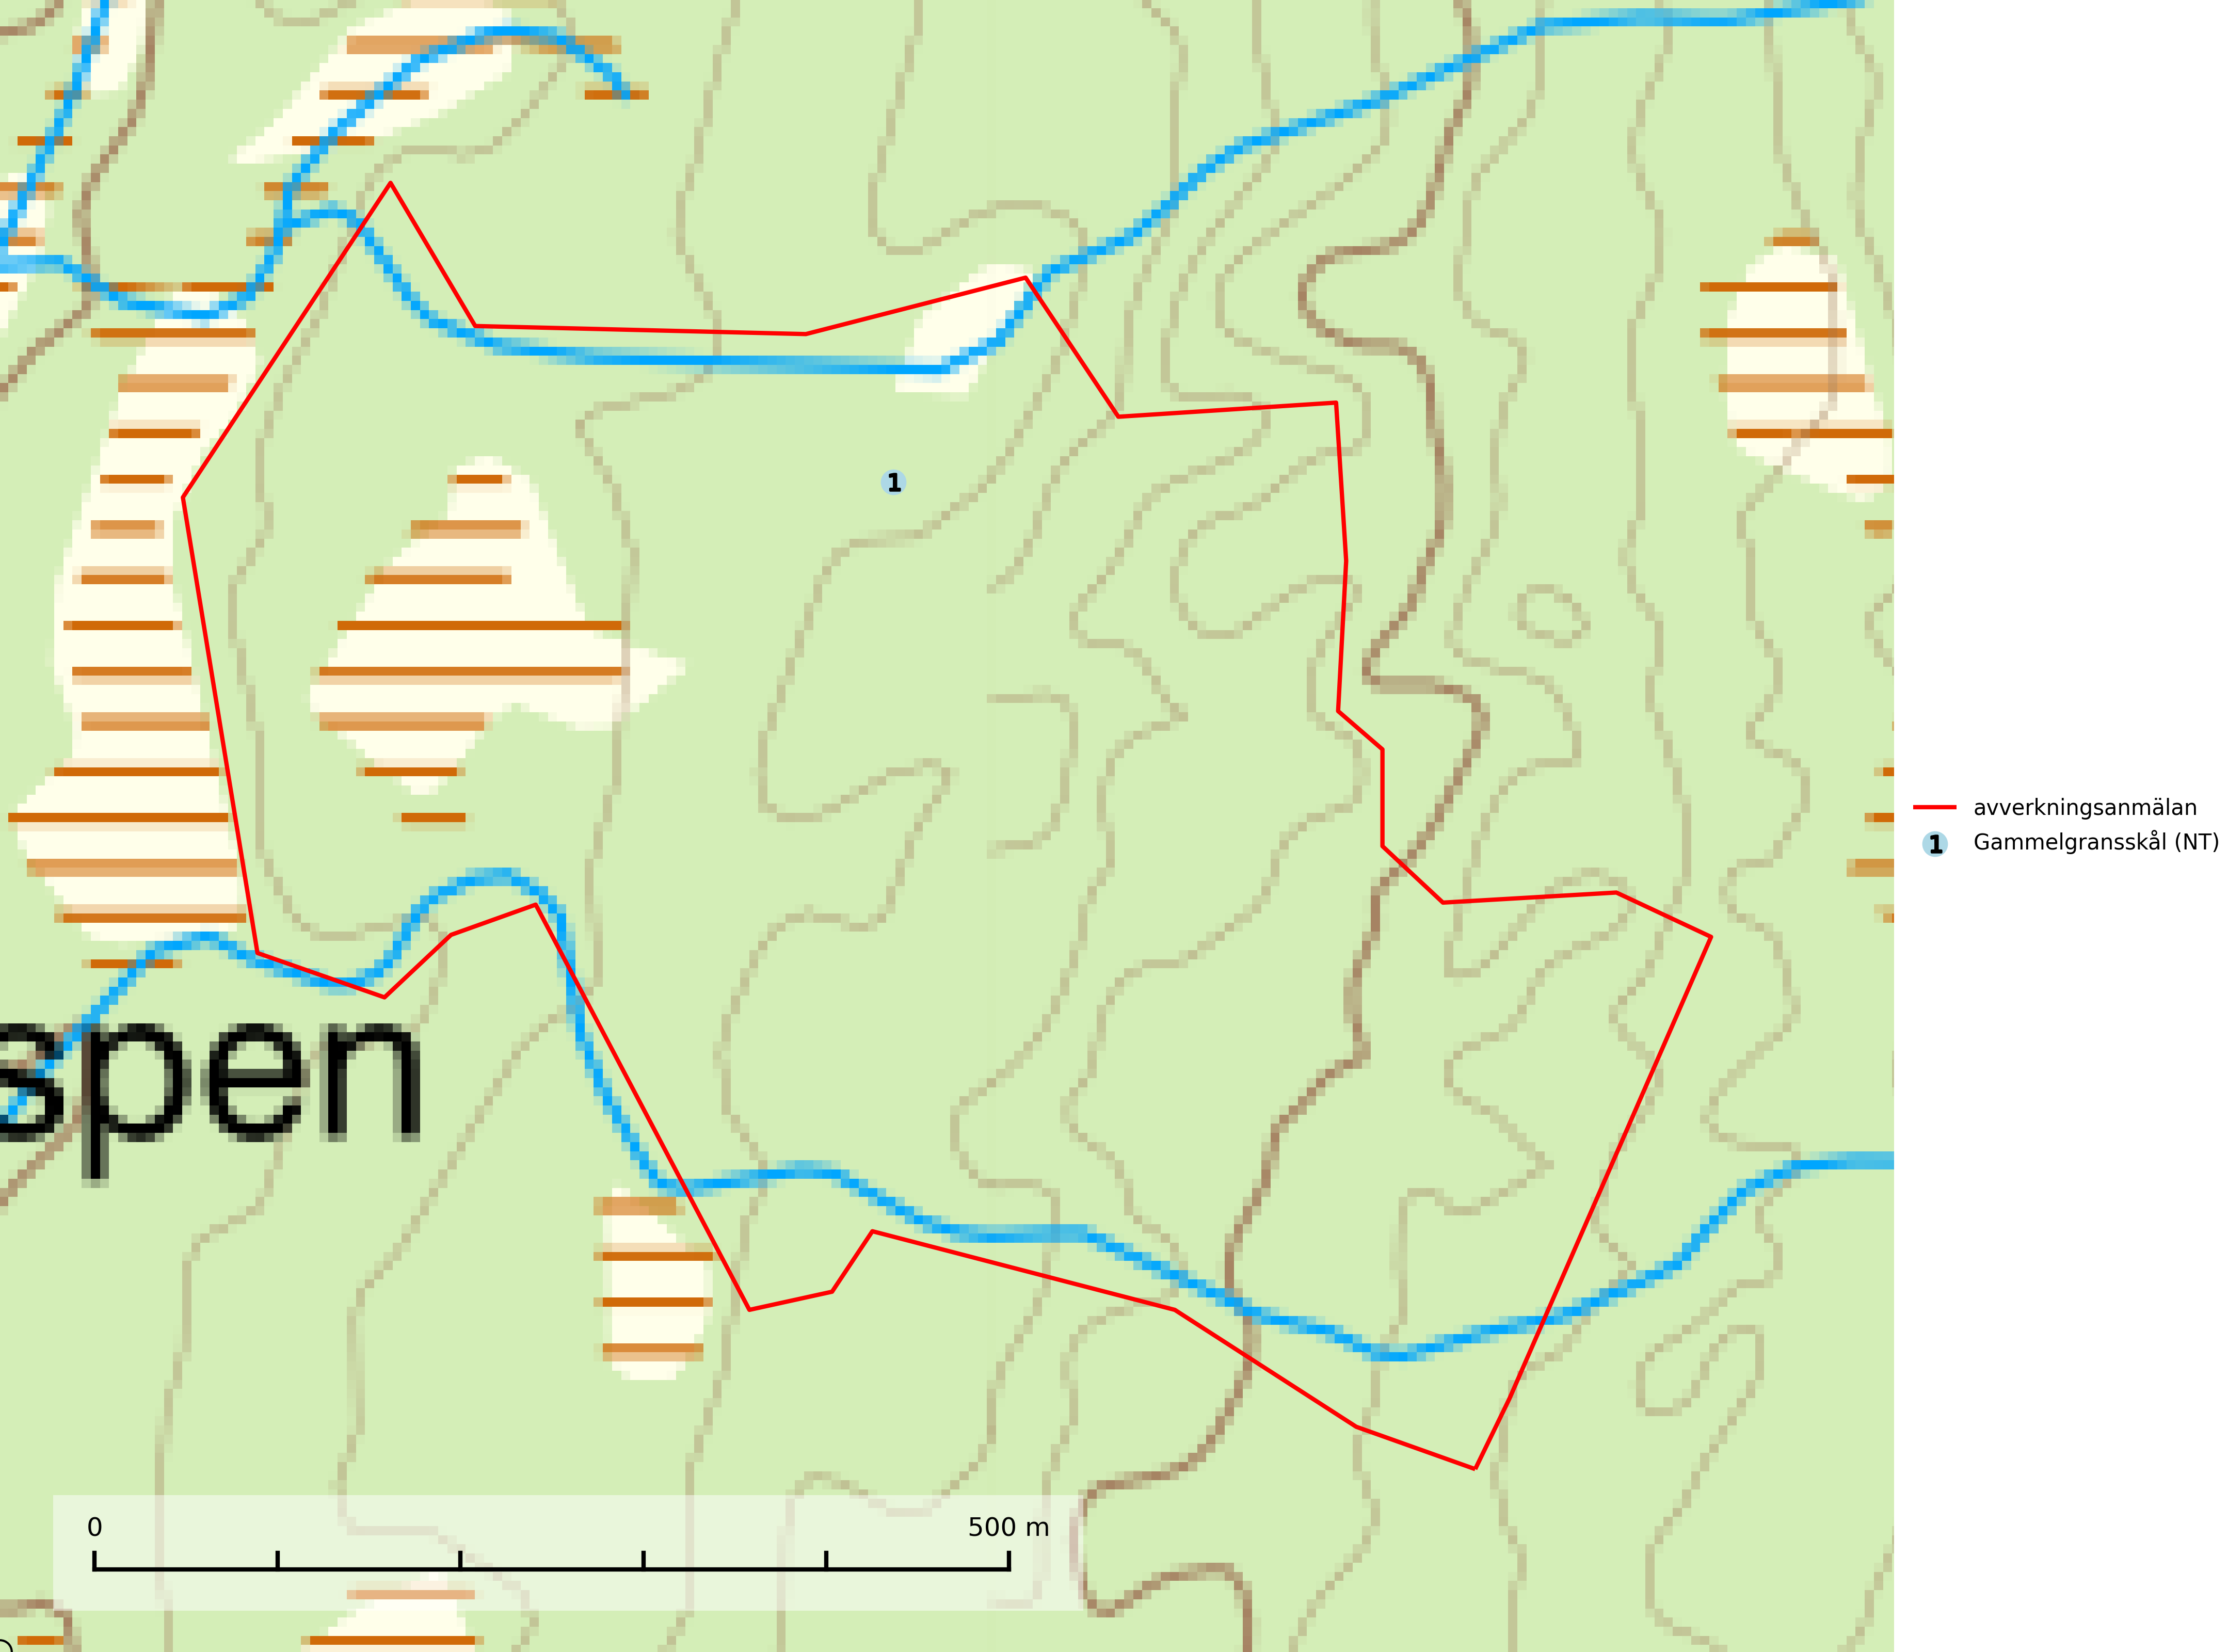 1
avverkningsanmälan
1 Gammelgransskål (NT)
spen
0 500 m